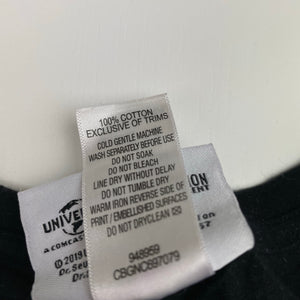 100% COTTON
EXCLUSIVE OF TRIMS
COLD GENTLE MACHINE
WASH SEPARATELY BEFORE USE
DO NOT SOAK
DO NOT BLEACH
LINE DRY WITHOUT DELAY
DO NOT TUMBLE DRY
WARM IRON REVERSE SIDE OF
PRINT / EMBELLISHED SURFACES
DO NOT DRYCLEAN
948959
CBGNC697079
UNIVE
A COMCAS
© 2019 U
Dr. Seu